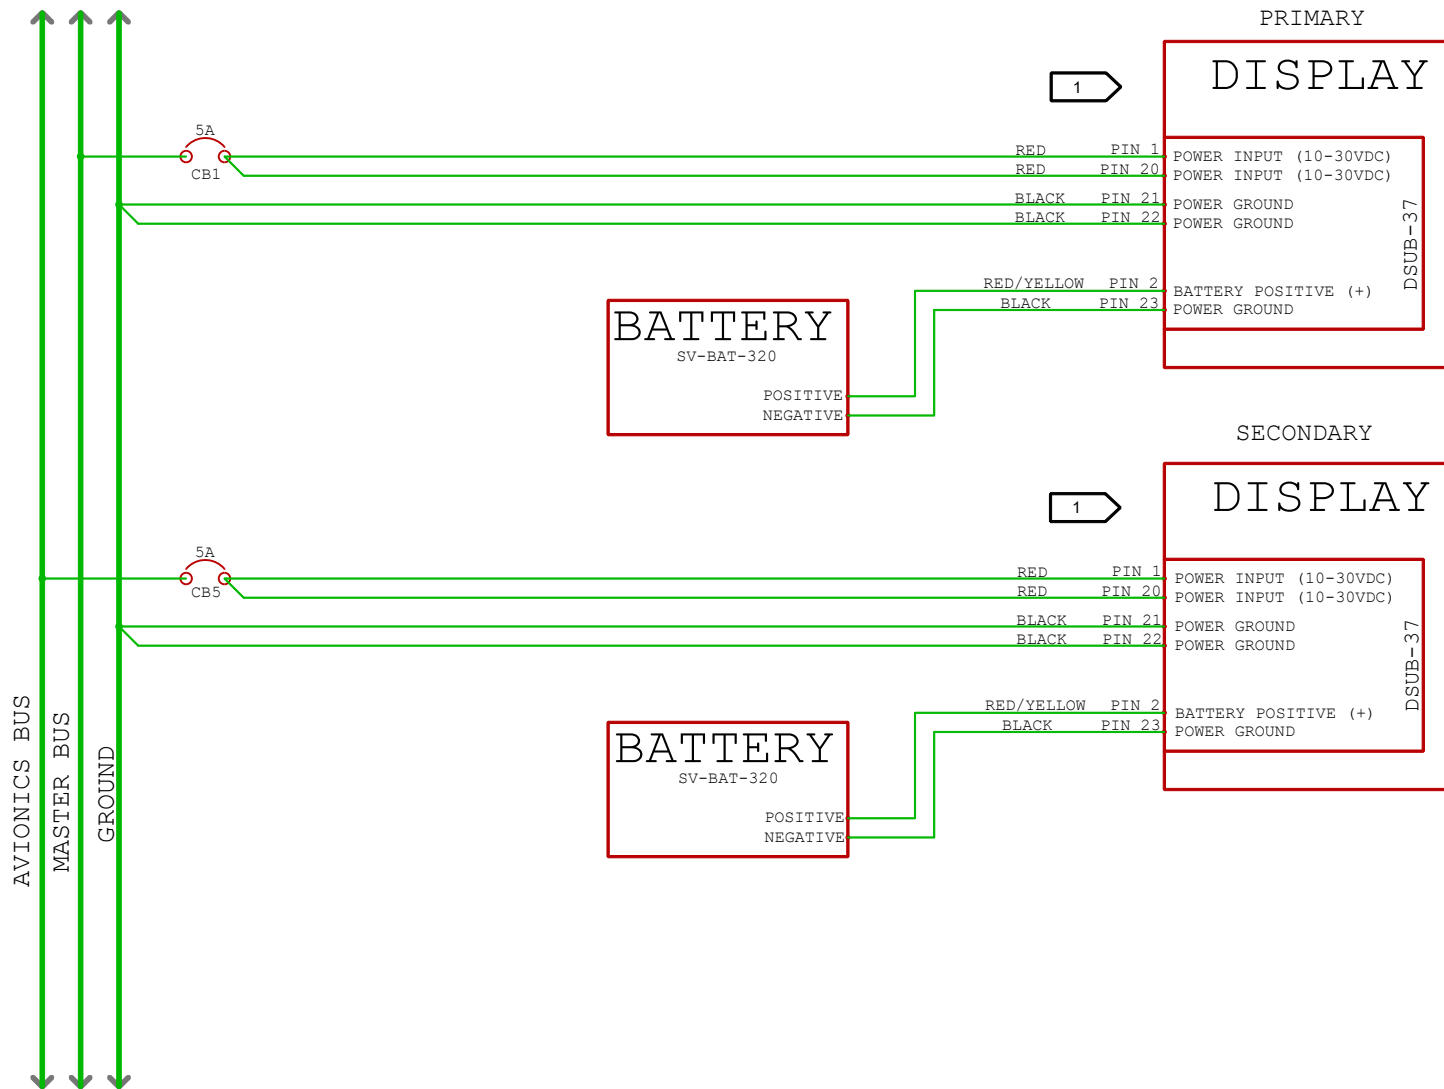 PRIMARY
DISPLAY
1
5A
CB1
RED PIN 1 POWER INPUT (10-30VDC)
RED PIN 20 POWER INPUT (10-30VDC)
BLACK PIN 21 POWER GROUND
BLACK PIN 22 POWER GROUND
DSUB-37
RED/YELLOW PIN 2 BATTERY POSITIVE (+)
BLACK PIN 23 POWER GROUND
BATTERY
SV-BAT-320
POSITIVE
NEGATIVE
SECONDARY
DISPLAY
1
5A
CB5
RED PIN 1 POWER INPUT (10-30VDC)
RED PIN 20 POWER INPUT (10-30VDC)
BLACK PIN 21 POWER GROUND
BLACK PIN 22 POWER GROUND
DSUB-37
RED/YELLOW PIN 2 BATTERY POSITIVE (+)
BLACK PIN 23 POWER GROUND
BATTERY
SV-BAT-320
POSITIVE
NEGATIVE
AVIONICS BUS
MASTER BUS
GROUND